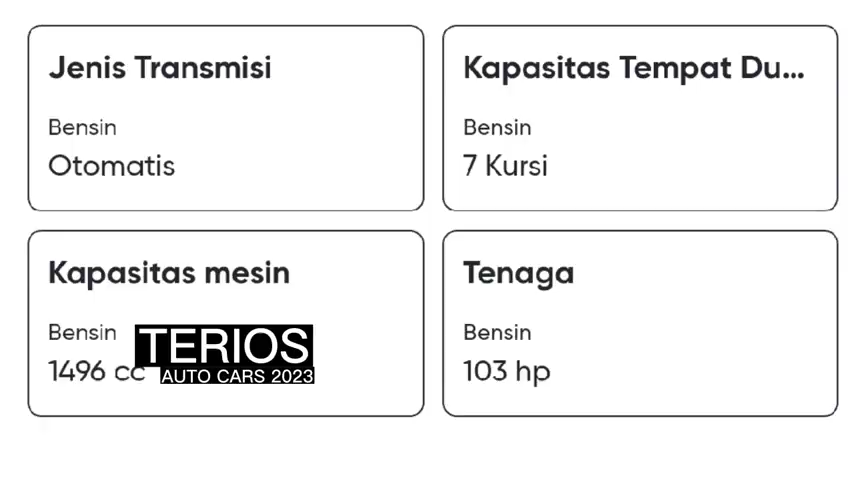 Jenis Transmisi
Bensin
Otomatis
Kapasitas Tempat Du...
Bensin
7 Kursi
Kapasitas mesin
Bensin
1496 cc
TERIOS
AUTO CARS 2023
Tenaga
Bensin
103 hp